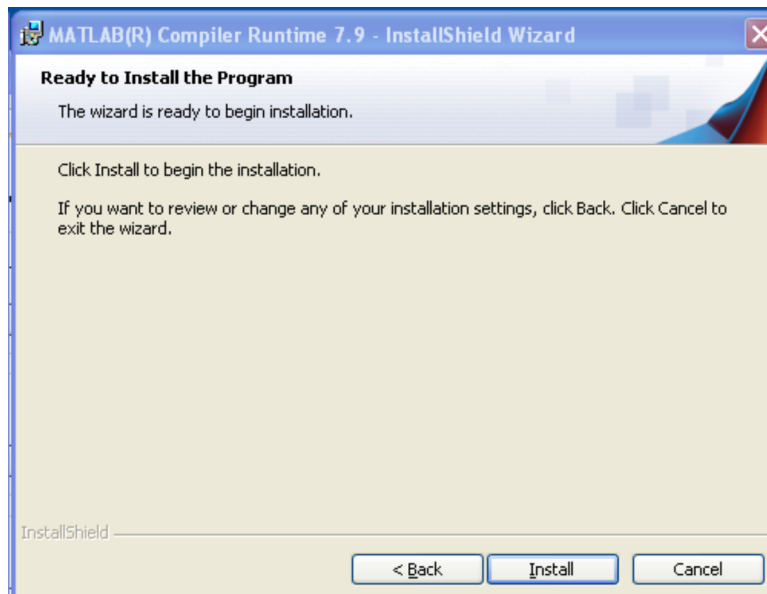 MATLAB(R) Compiler Runtime 7.9 - InstallShield Wizard
Ready to Install the Program
The wizard is ready to begin installation.
Click Install to begin the installation.
If you want to review or change any of your installation settings, click Back. Click Cancel to
exit the wizard.
InstallShield
< Back
Install
Cancel